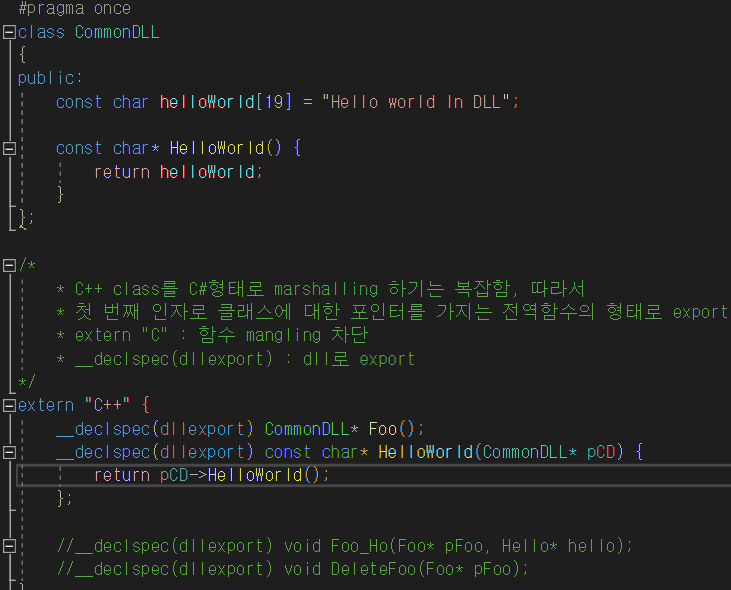 #pragma once
class CommonDLL
{
public:
    const char helloWorld[19] = "Hello world In DLL";

    const char* HelloWorld() {
        return helloWorld;
    }
};

/*
    * C++ class를 C#형태로 marshalling 하기는 복잡함, 따라서
    * 첫 번째 인자로 클래스에 대한 포인터를 가지는 전역함수의 형태로 export
    * extern "C" : 함수 mangling 차단
    * __declspec(dllexport) : dll로 export
*/
extern "C++" {
    __declspec(dllexport) CommonDLL* Foo();
    __declspec(dllexport) const char* HelloWorld(CommonDLL* pCD) {
        return pCD->HelloWorld();
    };

    //__declspec(dllexport) void Foo_Ho(Foo* pFoo, Hello* hello);
    //__declspec(dllexport) void DeleteFoo(Foo* pFoo);
}